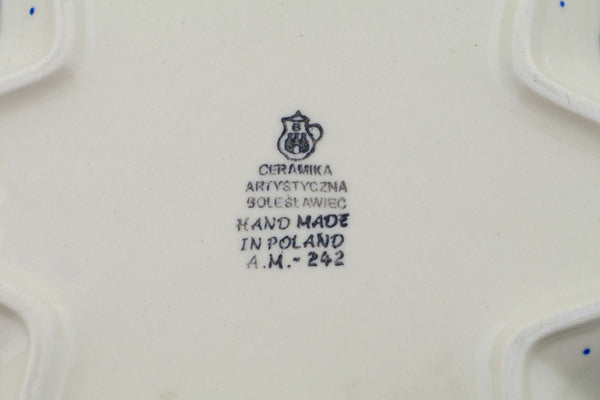 CERAMIKA
ARTYSTYCZNA
BOLESŁAWIEC
HAND MADE
IN POLAND
A.M.- 242